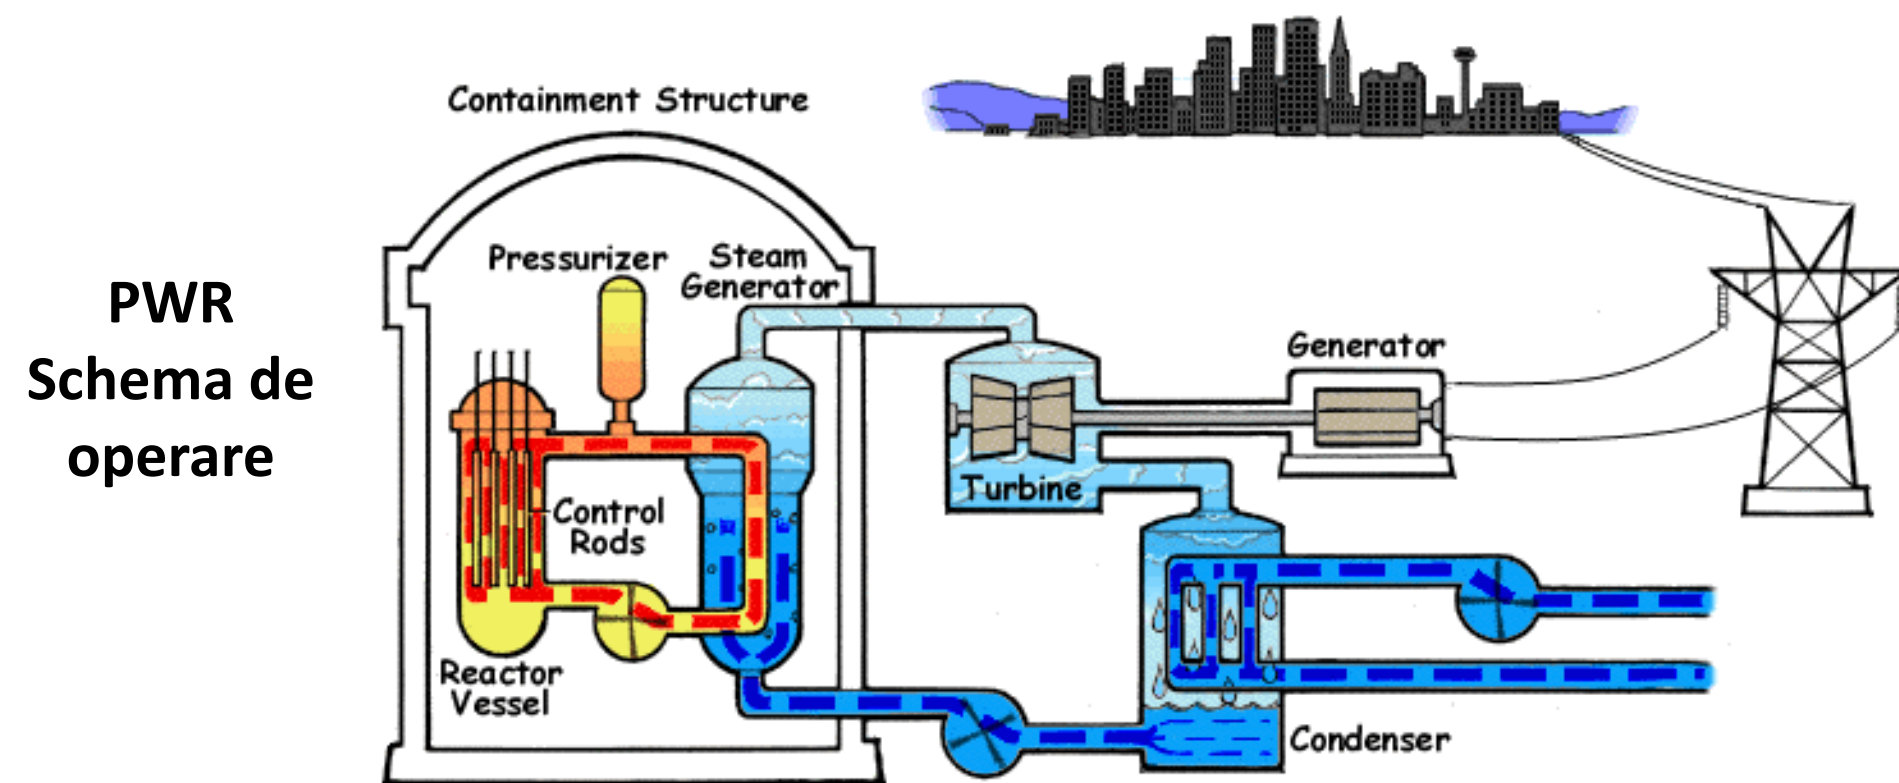 PWR
Schema de
operare
Containment Structure
Pressurizer
Steam
Generator
Control
Rods
Reactor
Vessel
Turbine
Generator
Condenser